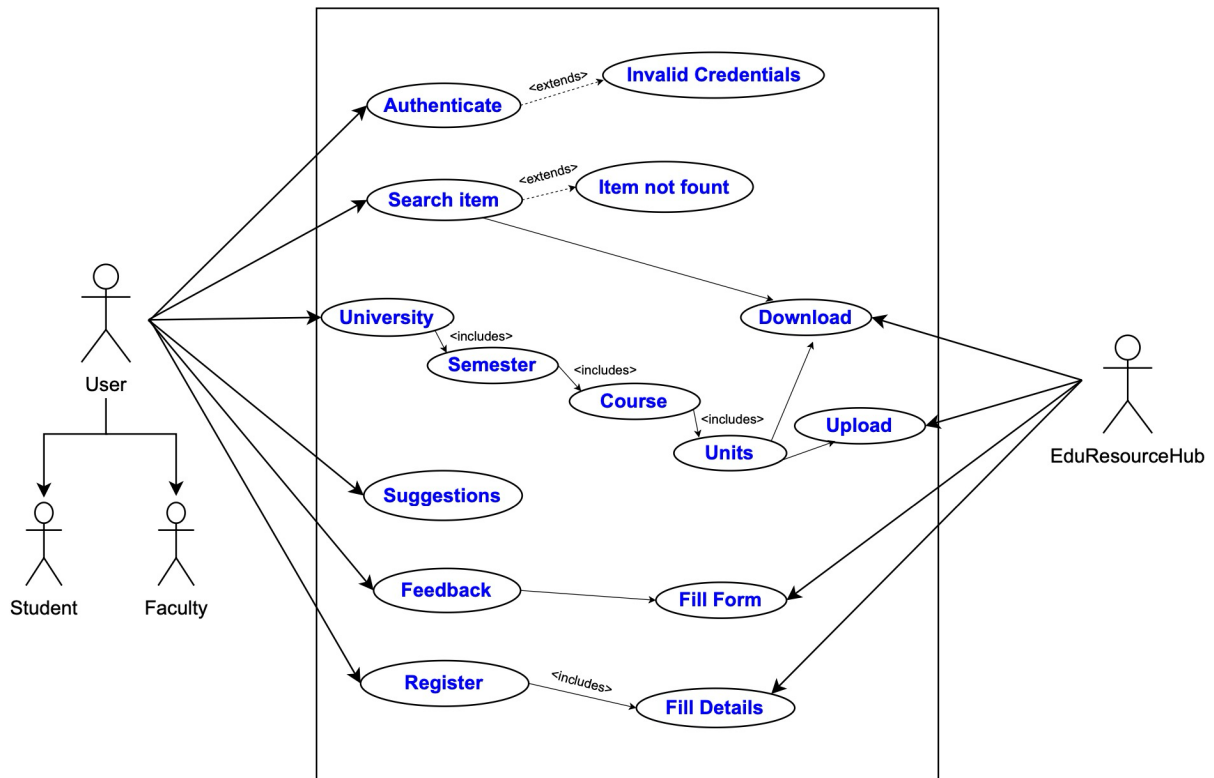 Invalid Credentials
<extends>
Authenticate
<extends>
Item not fount
Search item
University
Download
<includes>
Semester
<includes>
User
Course
<includes>
Upload
Units
EduResourceHub
Suggestions
Feedback
Fill Form
Student
Faculty
Register
<includes>
Fill Details